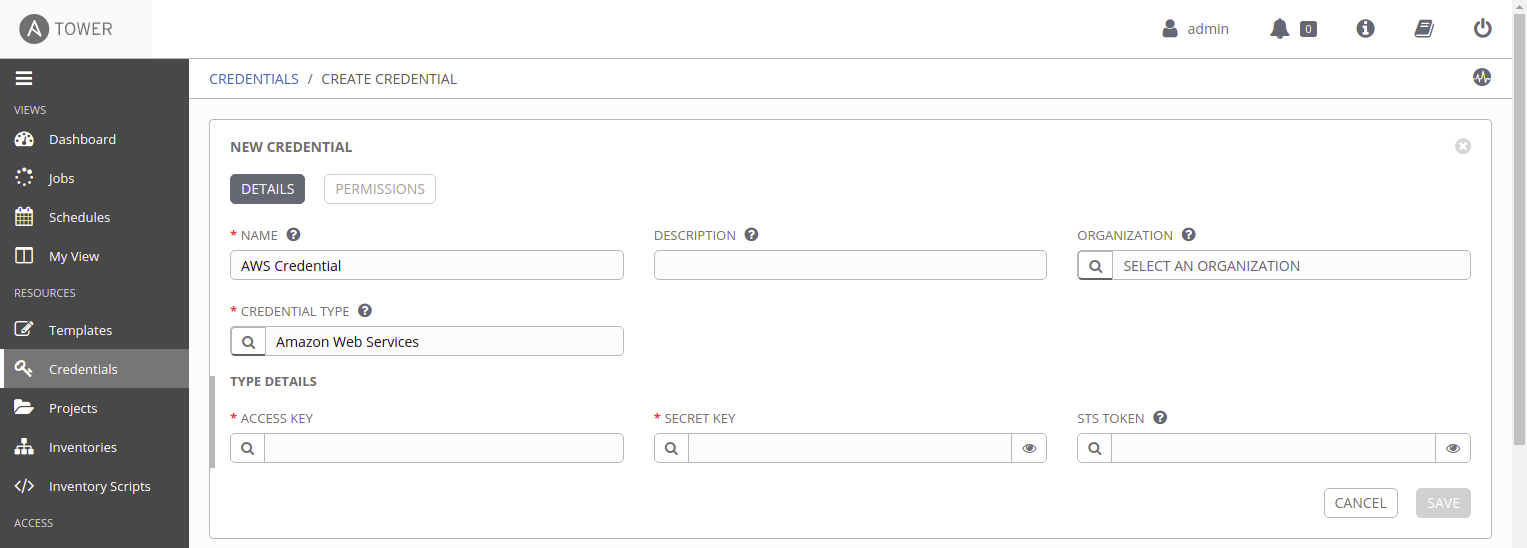 TOWER
admin
0
VIEWS
Dashboard
Jobs
Schedules
My View
RESOURCES
Templates
Credentials
Projects
Inventories
Inventory Scripts
ACCESS
CREDENTIALS / CREATE CREDENTIAL
NEW CREDENTIAL
DETAILS PERMISSIONS
* NAME ? DESCRIPTION ? ORGANIZATION ?
AWS Credential SELECT AN ORGANIZATION
* CREDENTIAL TYPE ?
Amazon Web Services
TYPE DETAILS
* ACCESS KEY * SECRET KEY STS TOKEN ?
CANCEL SAVE